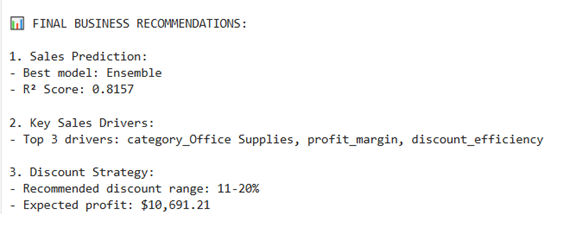 📊 FINAL BUSINESS RECOMMENDATIONS:
1. Sales Prediction:
- Best model: Ensemble
- R² Score: 0.8157
2. Key Sales Drivers:
- Top 3 drivers: category_Office Supplies, profit_margin, discount_efficiency
3. Discount Strategy:
- Recommended discount range: 11-20%
- Expected profit: $10,691.21